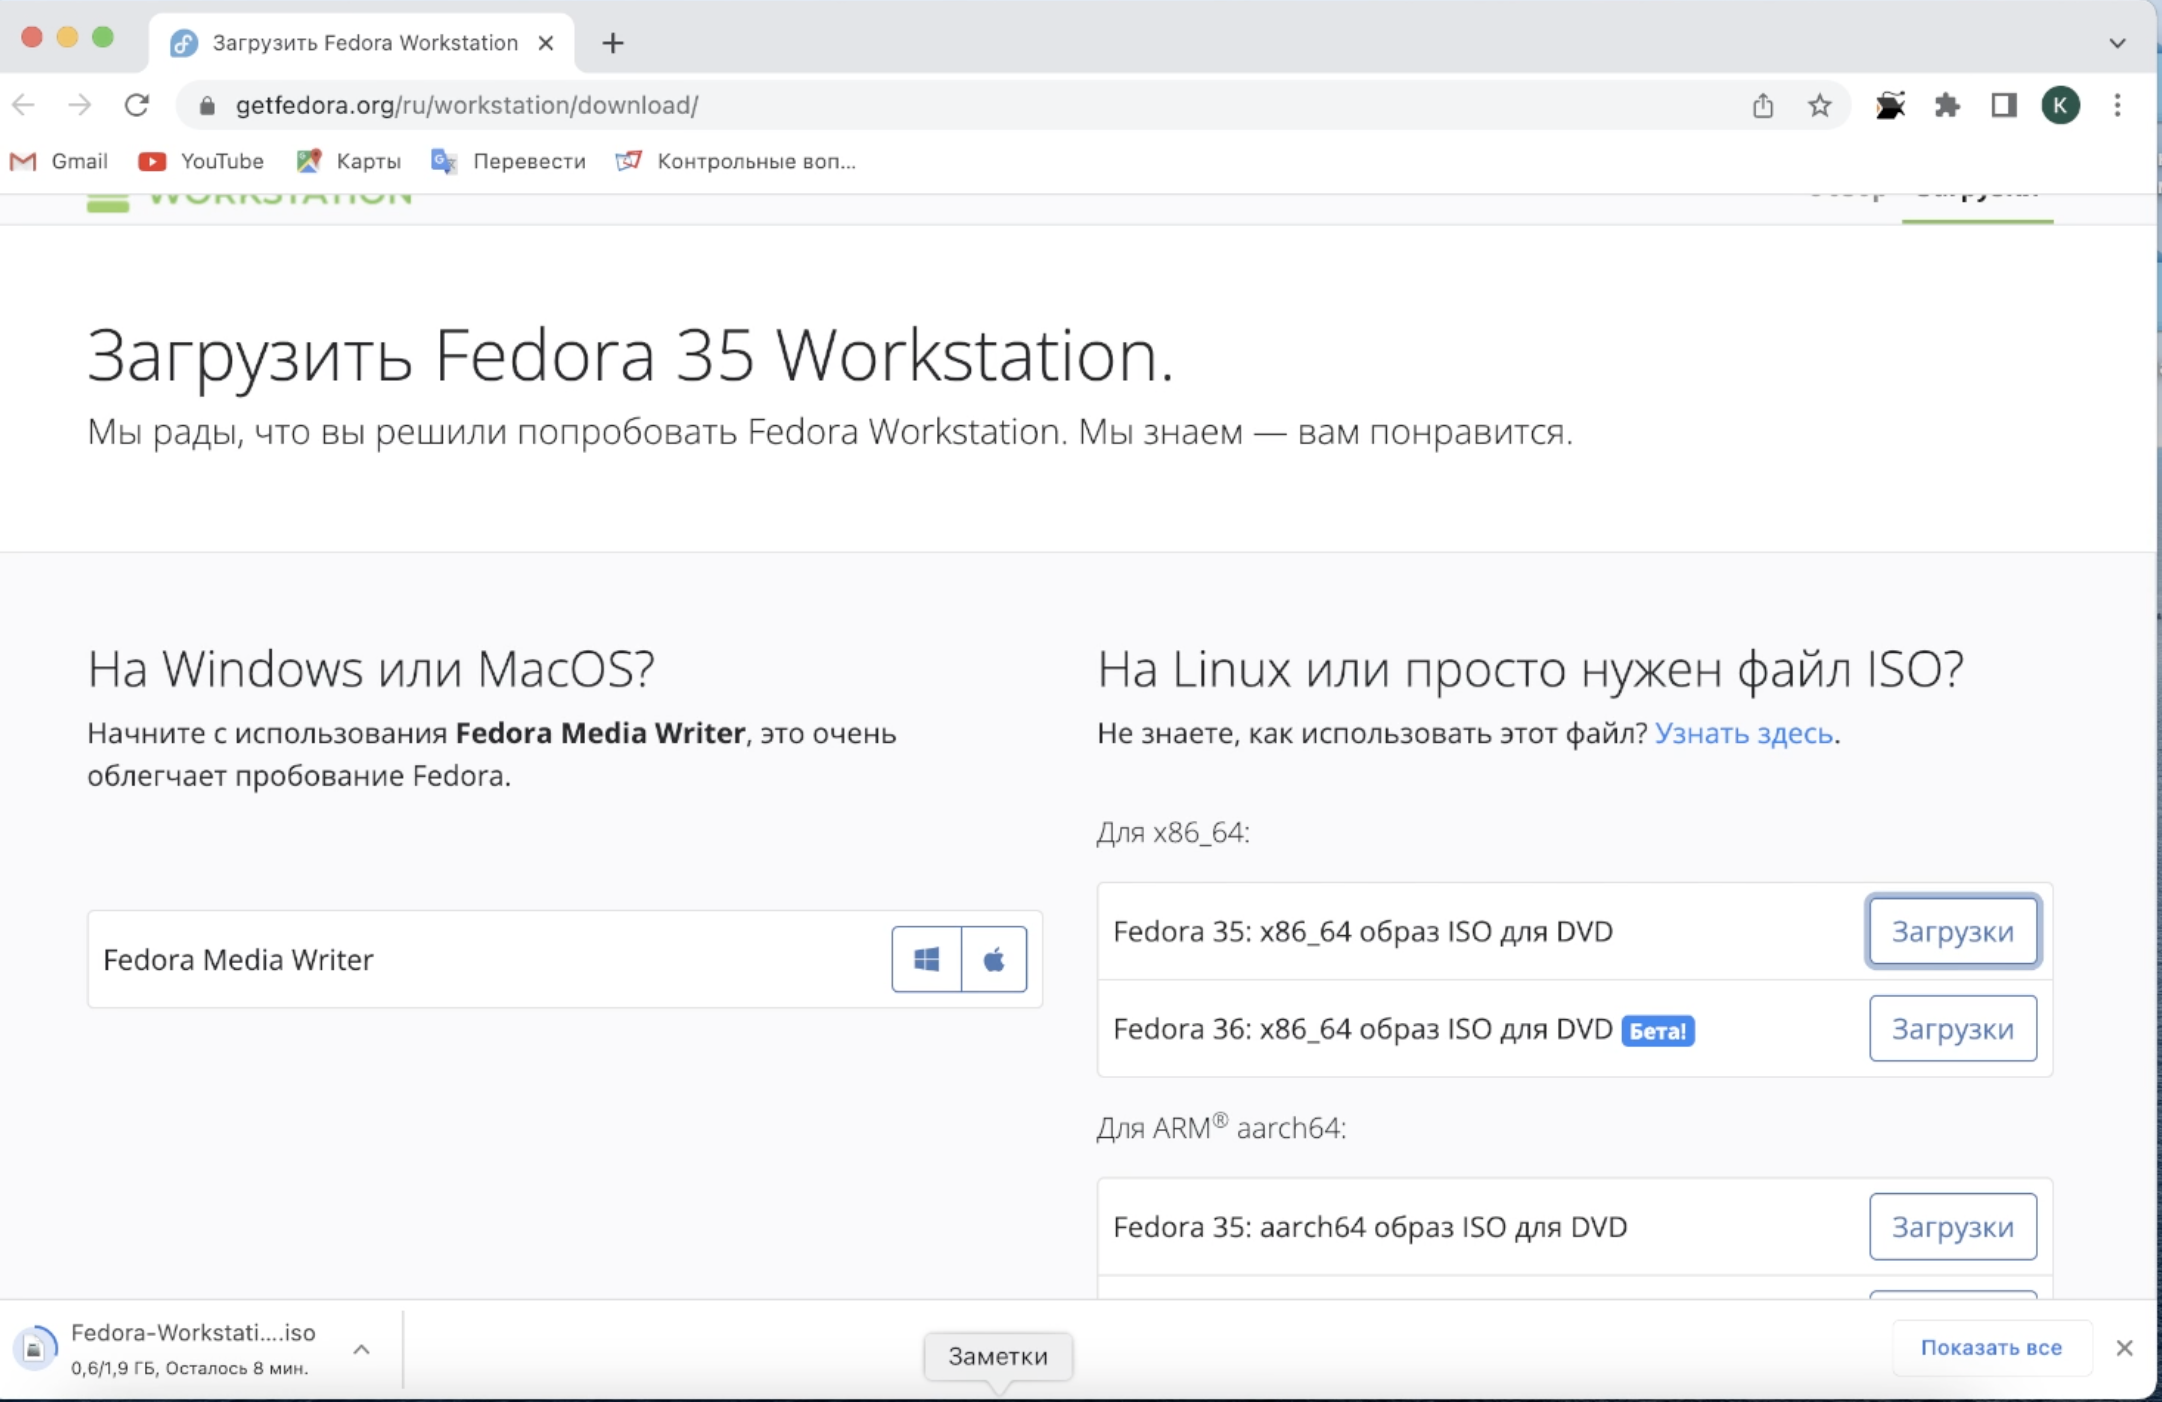 Загрузить Fedora Workstation
getfedora.org/ru/workstation/download/
K
Gmail
YouTube
Карты
Перевести
Контрольные воп...
WORKSTATION
Загрузки
Загрузить Fedora 35 Workstation.
Мы рады, что вы решили попробовать Fedora Workstation. Мы знаем — вам понравится.
На Windows или MacOS?
Начните с использования Fedora Media Writer, это очень
облегчает пробование Fedora.
Fedora Media Writer
На Linux или просто нужен файл ISO?
Не знаете, как использовать этот файл? Узнать здесь.
Для x86_64:
Fedora 35: x86_64 образ ISO для DVD
Загрузки
Fedora 36: x86_64 образ ISO для DVD Бета!
Загрузки
Для ARM® aarch64:
Fedora 35: aarch64 образ ISO для DVD
Загрузки
Fedora-Workstati....iso
0,6/1,9 ГБ, Осталось 8 мин.
Заметки
Показать все